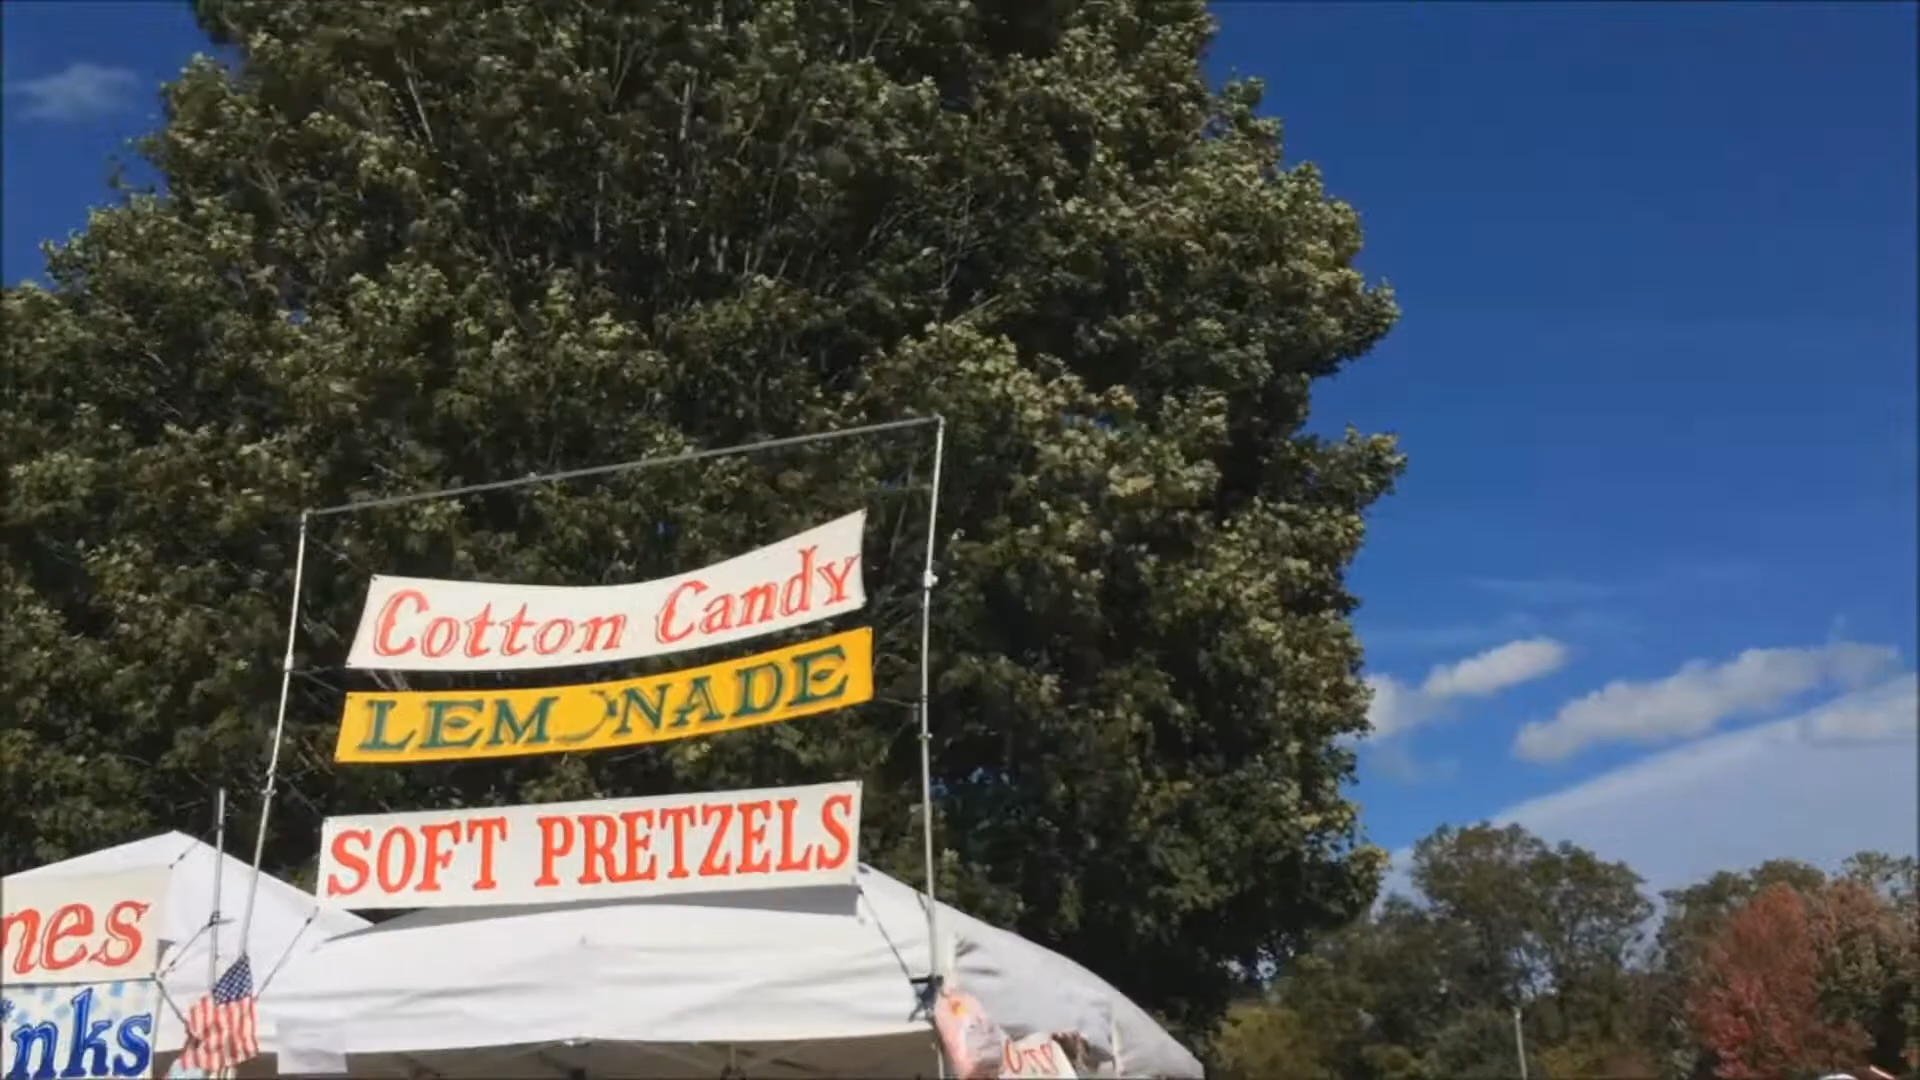 Cotton Candy
LEMONADE
SOFT PRETZELS
nes
nks